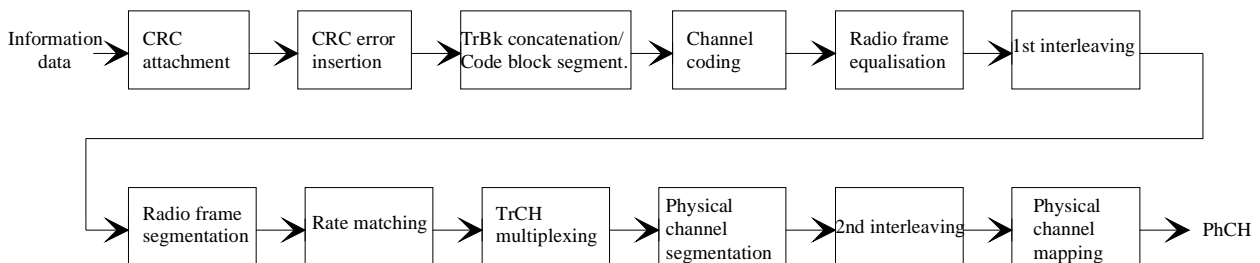 Information
data
CRC
attachment
CRC error
insertion
TrBk concatenation/
Code block segment.
Channel
coding
Radio frame
equalisation
1st interleaving
Radio frame
segmentation
Rate matching
TrCH
multiplexing
Physical
channel
segmentation
2nd interleaving
Physical
channel
mapping
PhCH